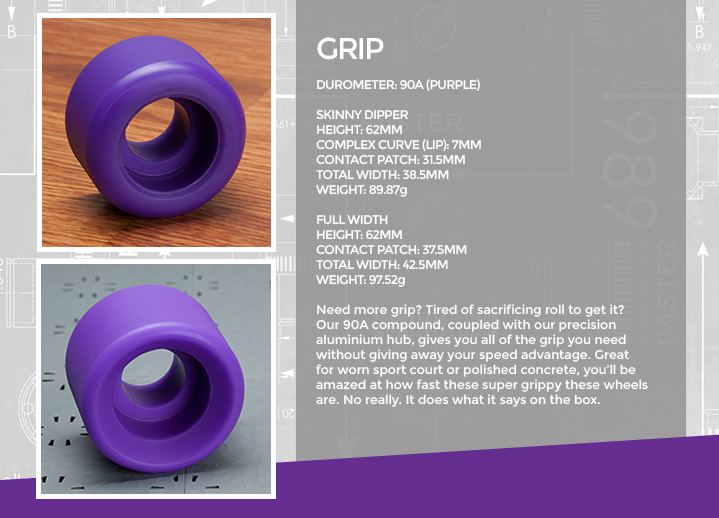 GRIP
DUROMETER: 90A (PURPLE)
SKINNY DIPPER
HEIGHT: 62MM
COMPLEX CURVE (LIP): 7MM
CONTACT PATCH: 31.5MM
TOTAL WIDTH: 38.5MM
WEIGHT: 89.87g
FULL WIDTH
HEIGHT: 62MM
CONTACT PATCH: 37.5MM
TOTAL WIDTH: 42.5MM
WEIGHT: 97.52g
Need more grip? Tired of sacrificing roll to get it?
Our 90A compound, coupled with our precision
aluminium hub, gives you all of the grip you need
without giving away your speed advantage. Great
for worn sport court or polished concrete, you'll be
amazed at how fast these super grippy these wheels
are. No really. It does what it says on the box.
B
B
986
FASTER